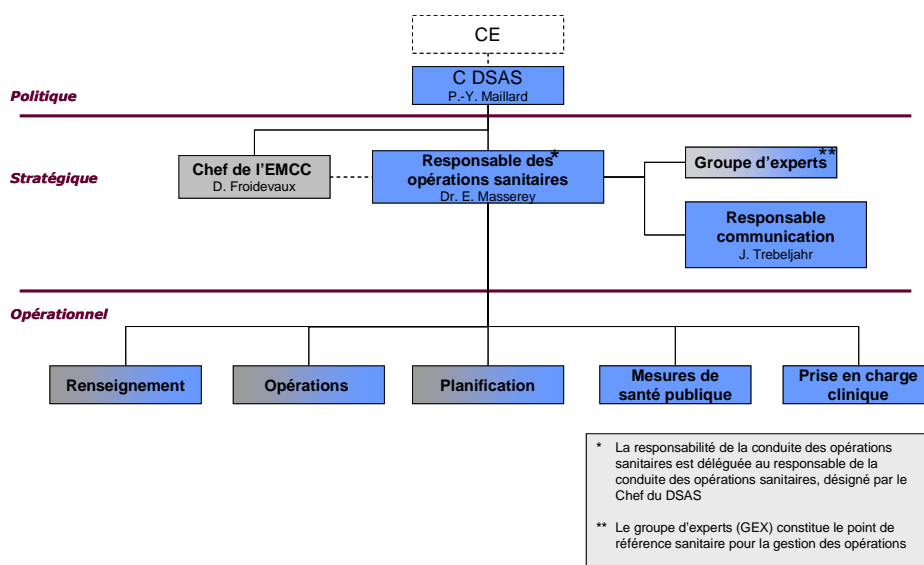 CE
C DSAS
P.-Y. Maillard
Politique
Chef de l'EMCC
D. Froidevaux
Responsable des*
opérations sanitaires
Dr. E. Masserey
Groupe d'experts**
Stratégique
Responsable
communication
J. Trebeljahr
Opérationnel
Renseignement
Opérations
Planification
Mesures de
santé publique
Prise en charge
clinique
* La responsabilité de la conduite des opérations
sanitaires est déléguée au responsable de la
conduite des opérations sanitaires, désigné par le
Chef du DSAS
** Le groupe d'experts (GEX) constitue le point de
référence sanitaire pour la gestion des opérations